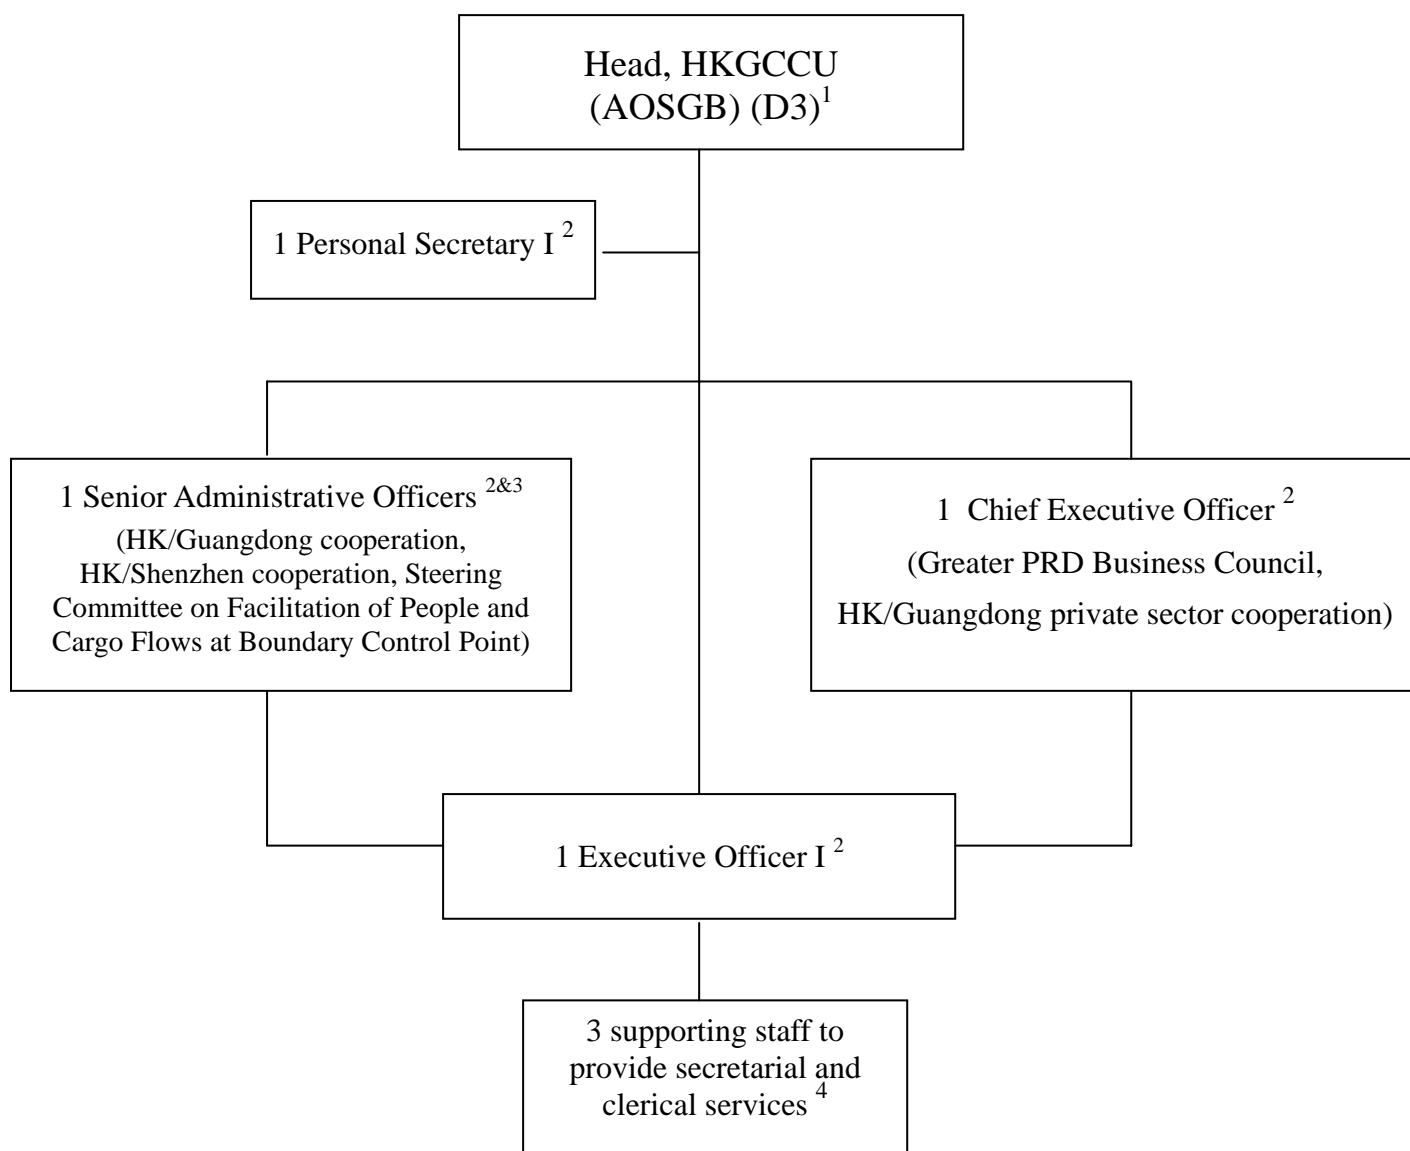 Head, HKGCCU
(AOSGB) (D3)1
1 Personal Secretary I 2
1 Senior Administrative Officers 2&3
(HK/Guangdong cooperation,
HK/Shenzhen cooperation, Steering
Committee on Facilitation of People and
Cargo Flows at Boundary Control Point)
1 Chief Executive Officer 2
(Greater PRD Business Council,
HK/Guangdong private sector cooperation)
1 Executive Officer I 2
3 supporting staff to
provide secretarial and
clerical services 4